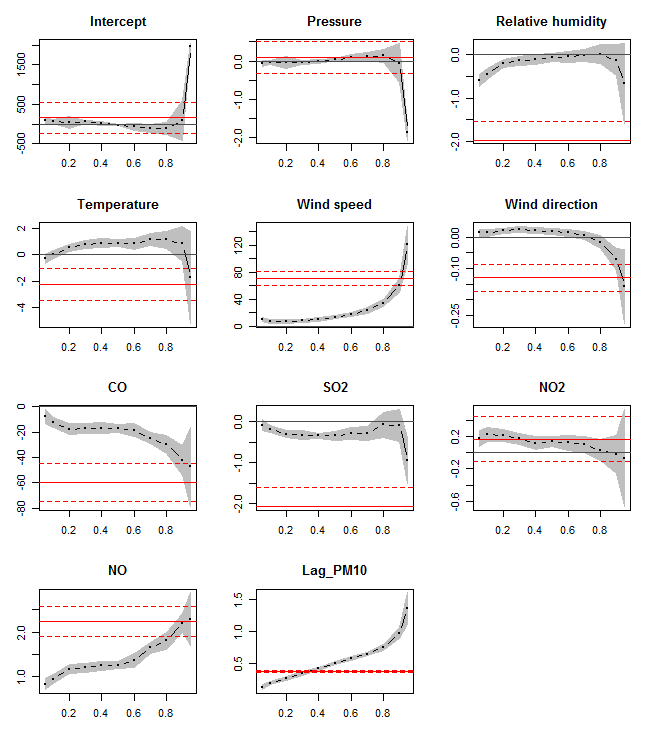 Intercept
Pressure
Relative humidity
1500
500
-500
0.2 0.4 0.6 0.8
0.0
-1.0
-2.0
0.2 0.4 0.6 0.8
0.0
-1.0
-2.0
0.2 0.4 0.6 0.8
Temperature
Wind speed
Wind direction
2
0
-2
-4
0.2 0.4 0.6 0.8
120
80
40
0
0.2 0.4 0.6 0.8
0.00
-0.10
-0.25
0.2 0.4 0.6 0.8
CO
SO2
NO2
0
-20
-40
-60
-80
0.2 0.4 0.6 0.8
0.0
-1.0
-2.0
0.2 0.4 0.6 0.8
0.2
-0.2
-0.6
0.2 0.4 0.6 0.8
NO
Lag_PM10
2.0
1.0
0.2 0.4 0.6 0.8
1.5
1.0
0.5
0.2 0.4 0.6 0.8